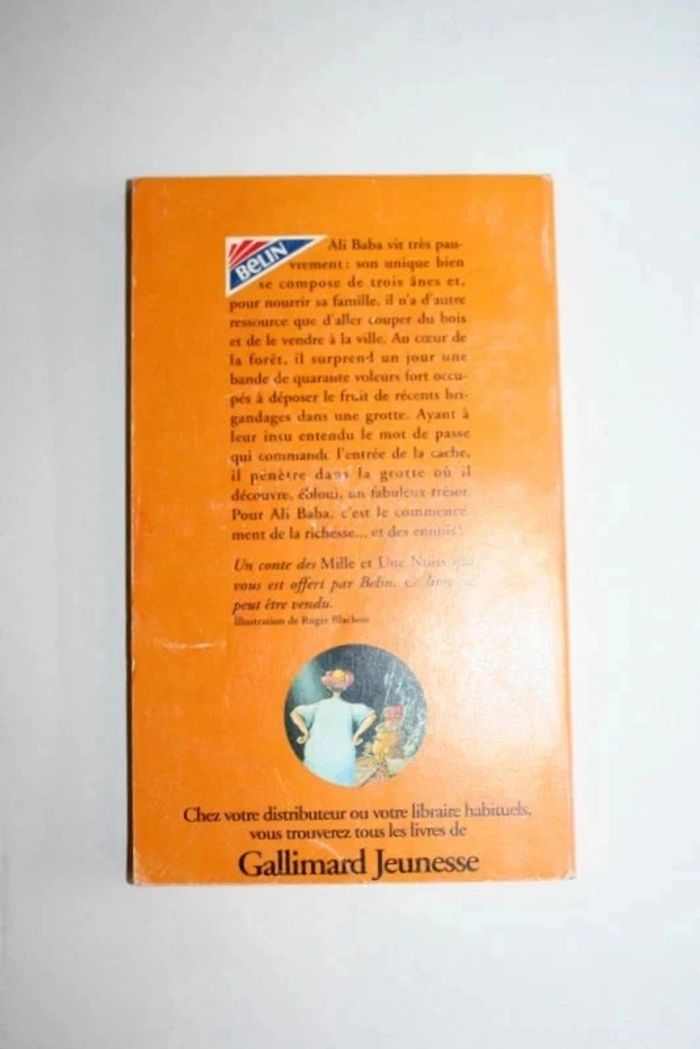 BELIN
Ali Baba vit très pau-
vrement : son unique bien
se compose de trois ânes et,
pour nourrir sa famille, il n'a d'autre
ressource que d'aller couper du bois
et de le vendre à la ville. Au cœur de
la forêt, il surprend un jour une
bande de quarante voleurs fort occu-
pés à déposer le fruit de récents bri-
gandages dans une grotte. Ayant à
leur insu entendu le mot de passe
qui commande l'entrée de la cache,
il pénètre dans la grotte où il
découvre, ébloui, un fabuleux trésor.
Pour Ali Baba, c'est le commence
ment de la richesse... et des ennuis !
Un conte des Mille et Une Nuits qui
vous est offert par Belin. Ce livre
peut être vendu.
Illustration de Roger Blachon
Chez votre distributeur ou votre libraire habituels,
vous trouverez tous les livres de
Gallimard Jeunesse